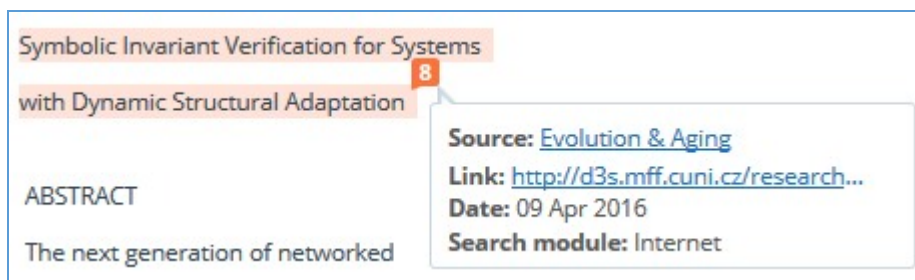 Symbolic Invariant Verification for Systems
8
with Dynamic Structural Adaptation
Source: Evolution & Aging
Link: http://d3s.mff.cuni.cz/research...
Date: 09 Apr 2016
Search module: Internet
ABSTRACT
The next generation of networked